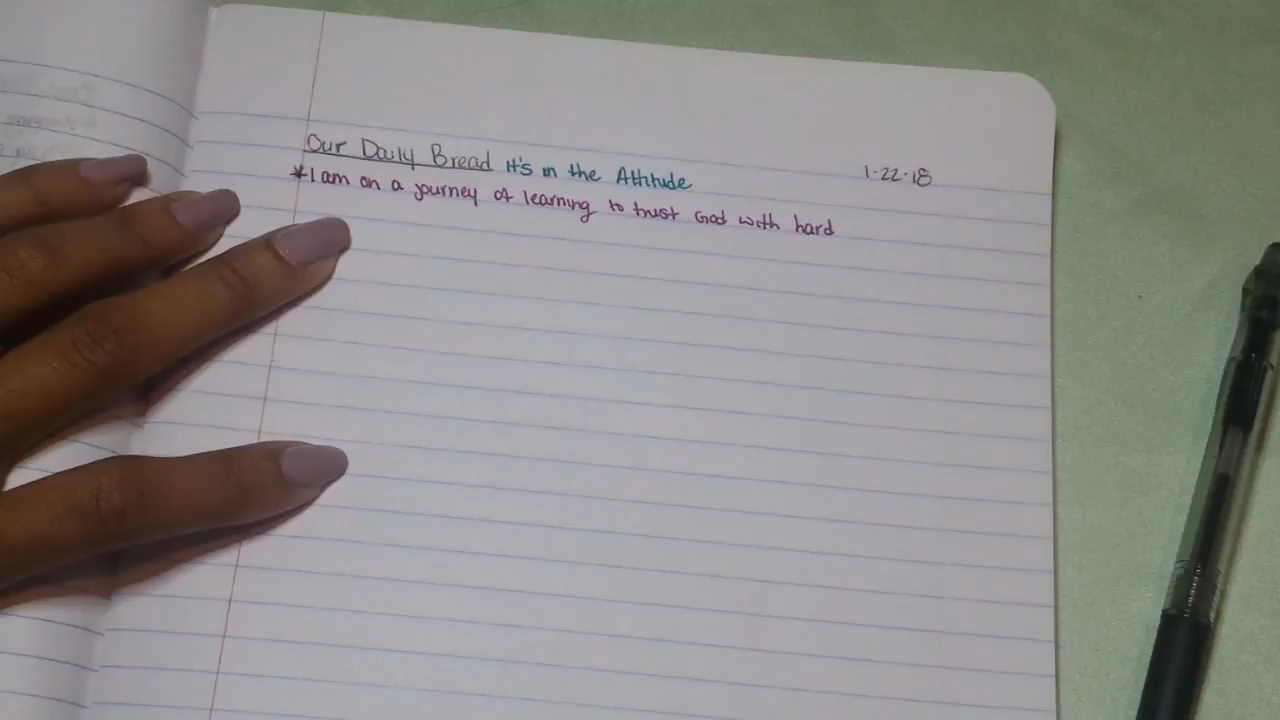 Our Daily Bread It's in the Attitude 1-22-18
*I am on a journey of learning to trust God with hard